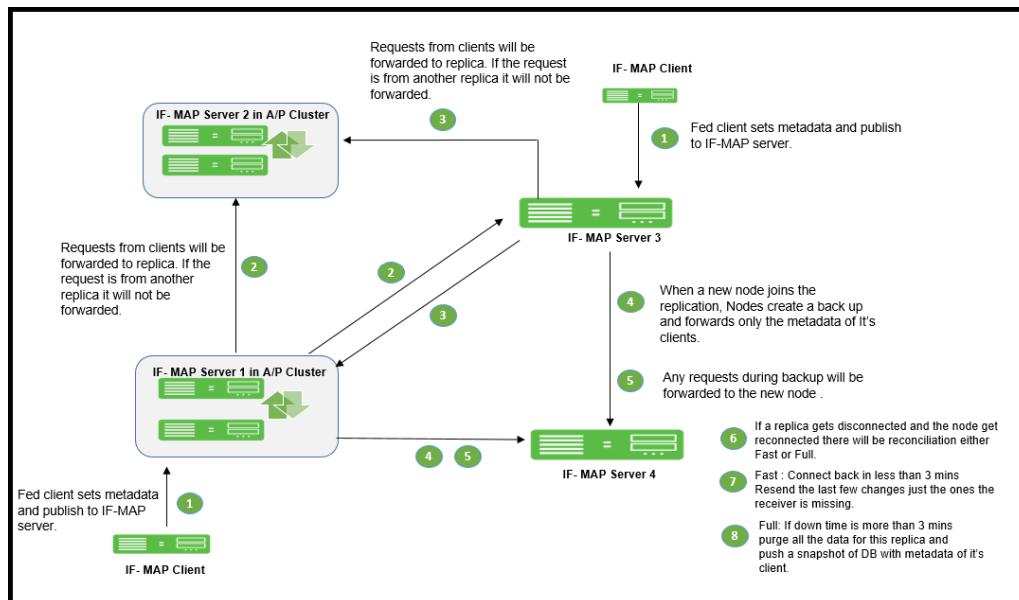 Requests from clients will be
forwarded to replica. If the request
is from another replica it will not be
forwarded.
3
IF- MAP Client
1
Fed client sets metadata and publish
to IF-MAP server.
IF- MAP Server 2 in A/P Cluster
IF- MAP Server 3
Requests from clients will be
forwarded to replica. If the
request is from another
replica it will not be
forwarded.
2
2
3
4
When a new node joins the
replication, Nodes create a back up
and forwards only the metadata of It's
clients.
IF- MAP Server 1 in A/P Cluster
5
Any requests during backup will be
forwarded to the new node .
4
5
IF- MAP Server 4
6
If a replica gets disconnected and the node get
reconnected there will be reconciliation either
Fast or Full.
7
Fast : Connect back in less than 3 mins
Resend the last few changes just the ones the
receiver is missing.
8
Full: If down time is more than 3 mins
purge all the data for this replica and
push a snapshot of DB with metadata of it's
client.
Fed client sets metadata
and publish to IF-MAP
server.
1
IF- MAP Client